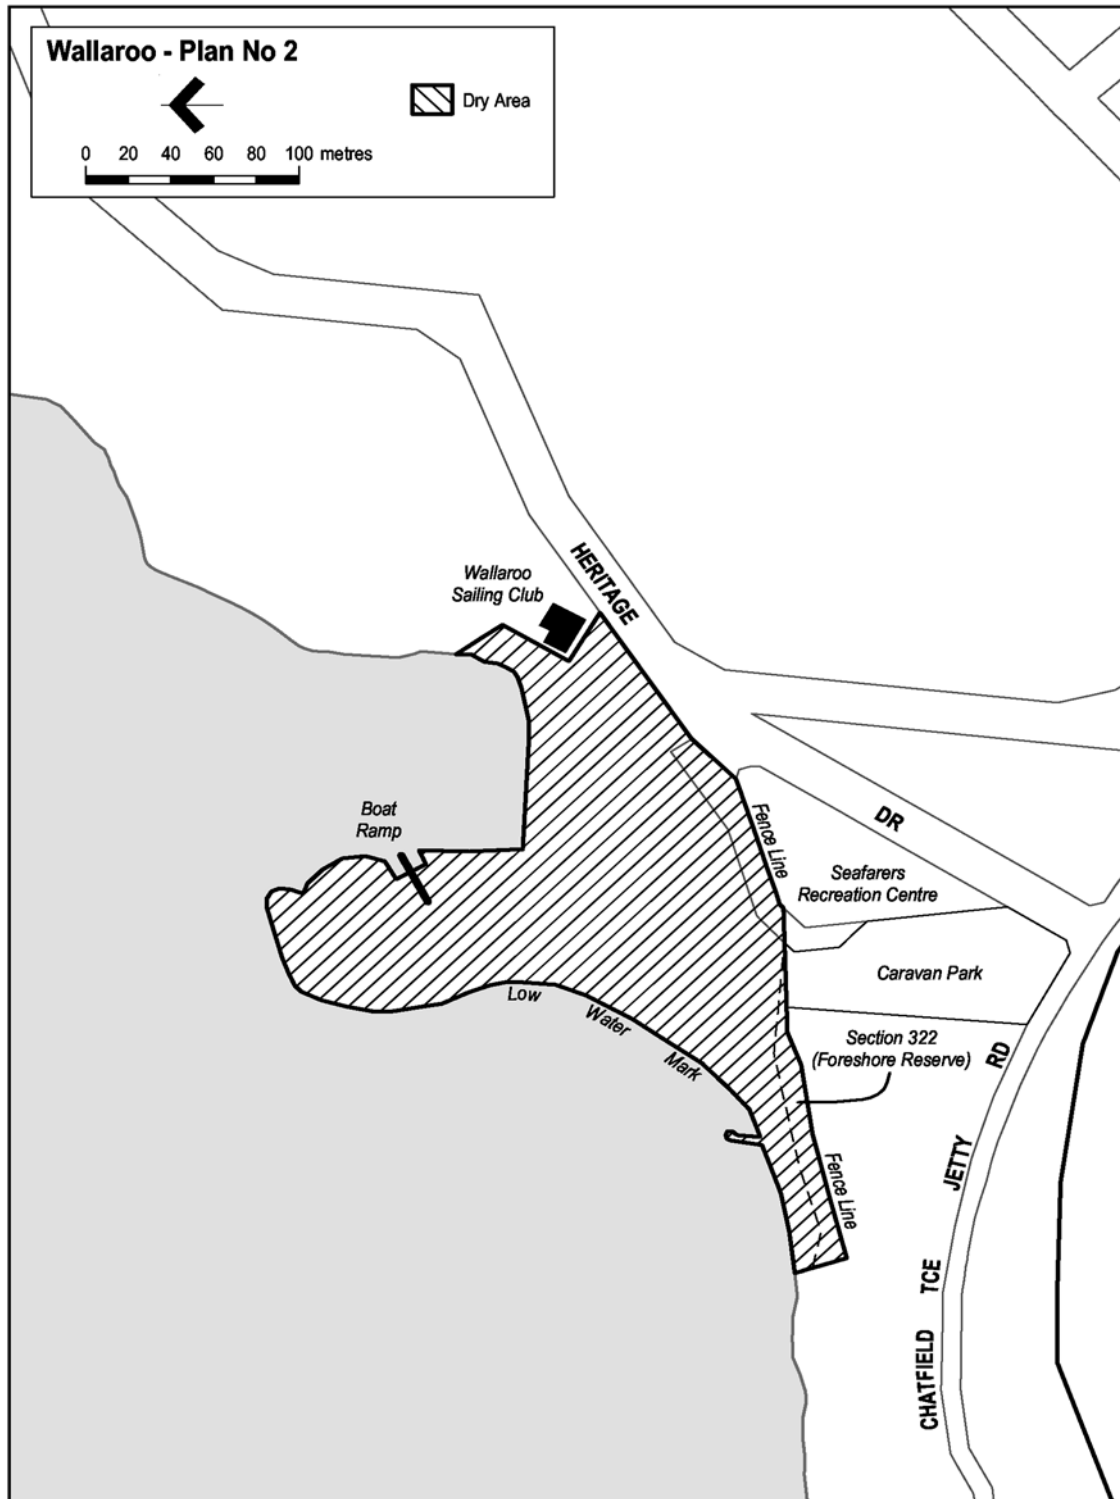 Wallaroo - Plan No 2
Dry Area
0 20 40 60 80 100 metres
HERITAGE
Wallaroo
Sailing Club
Boat
Ramp
Fence Line
DR
Seafarers
Recreation Centre
Caravan Park
Low
Water
Mark
Section 322
(Foreshore Reserve)
RD
JETTY
Fence Line
TCE
CHATFIELD